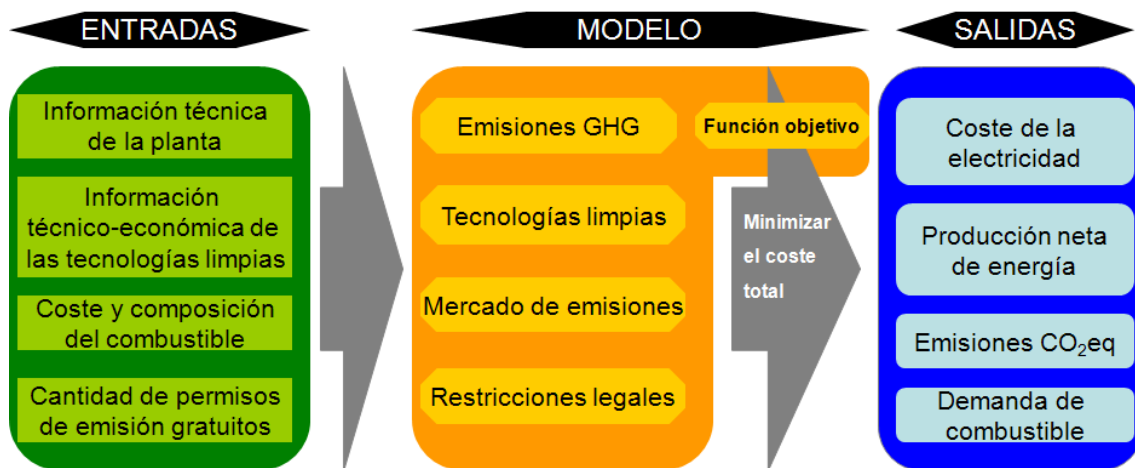 ENTRADAS
MODELO
SALIDAS
Información técnica
de la planta
Información
técnico-económica de
las tecnologías limpias
Coste y composición
del combustible
Cantidad de permisos
de emisión gratuitos
Emisiones GHG
Función objetivo
Tecnologías limpias
Mercado de emisiones
Restricciones legales
Minimizar
el coste
total
Coste de la
electricidad
Producción neta
de energía
Emisiones CO₂eq
Demanda de
combustible